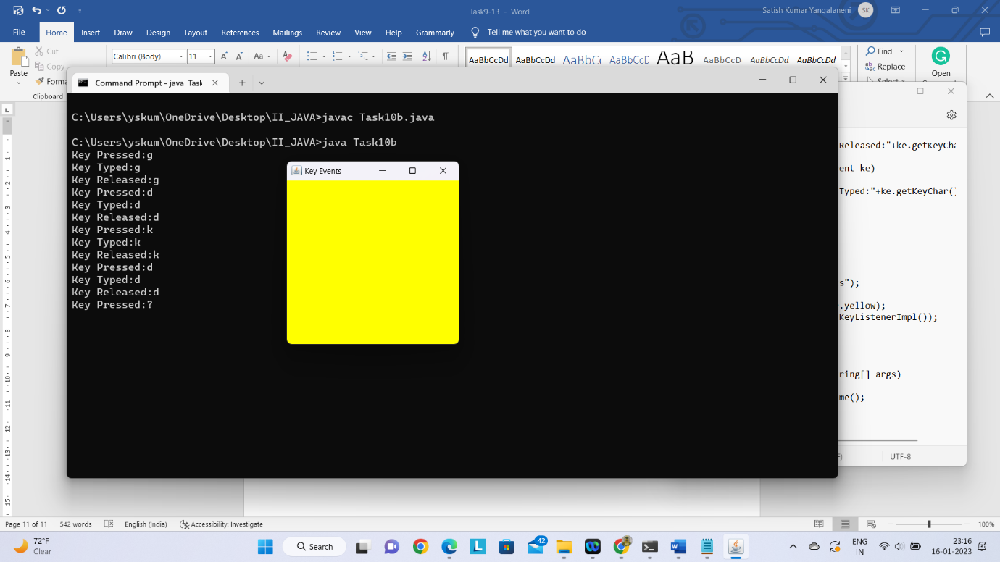 Task9-13 - Word
Satish Kumar Yangalaneni SK
File Home Insert Draw Design Layout References Mailings Review View Help Grammarly Tell me what you want to do
Cut
Copy
Paste
Clipboard
Calibri (Body) 11
Aa
AaBbCcDd AaBbCcDd AaBbCc AaBbCcD AaBbCcD AaBbCcDd AaBbCcDd
Find
Replace
Select
Open
Command Prompt - java Task
C:\Users\yskum\OneDrive\Desktop\II_JAVA>javac Task10b.java
C:\Users\yskum\OneDrive\Desktop\II_JAVA>java Task10b
Key Pressed:g
Key Typed:g
Key Released:g
Key Pressed:d
Key Typed:d
Key Released:d
Key Pressed:k
Key Typed:k
Key Released:k
Key Pressed:d
Key Typed:d
Key Released:d
Key Pressed:?
Key Events
Released:"+ke.getKeyCha
ent ke)
Typed:"+ke.getKeyChar()
s");
.yellow);
KeyListenerImpl());
ring[] args)
me();
UTF-8
Page 11 of 11 542 words English (India) Accessibility: Investigate 100%
72°F
Clear
Search
42
ENG
IN
23:16
16-01-2023